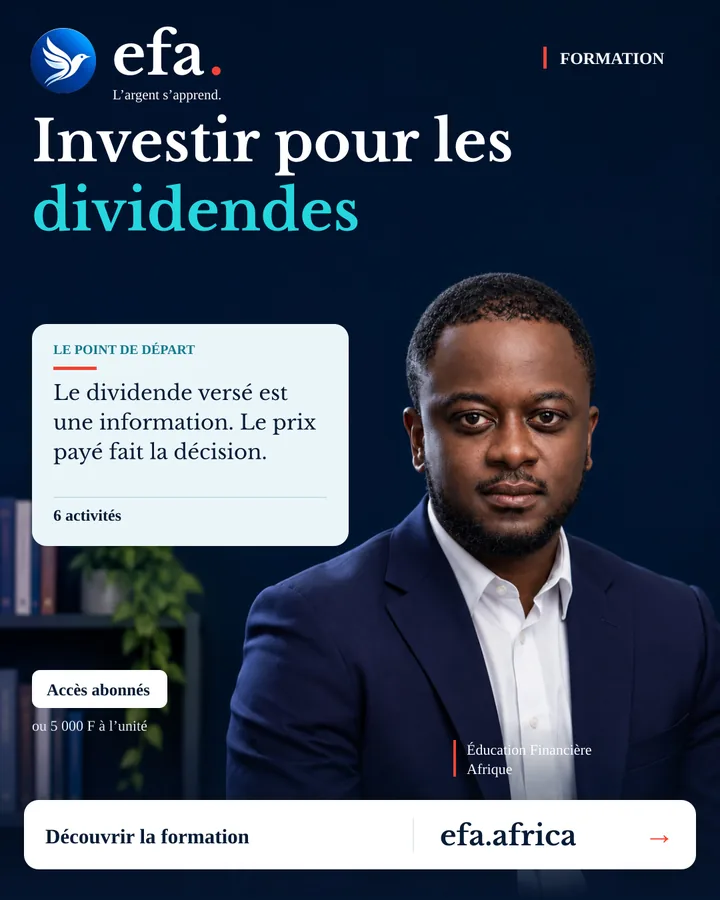 efa.
L’argent s’apprend.
FORMATION
Investir pour les
dividendes
LE POINT DE DÉPART
Le dividende versé est
une information. Le prix
payé fait la décision.
6 activités
Accès abonnés
ou 5 000 F à l’unité
Éducation Financière
Afrique
Découvrir la formation
efa.africa →